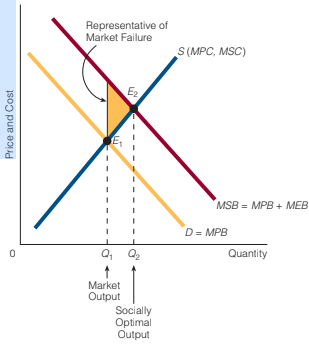 Representative of
Market Failure
S (MPC, MSC)
Price and Cost
E2
E1
MSB = MPB + MEB
D = MPB
0
Q1
Q2
Quantity
Market
Output
Socially
Optimal
Output